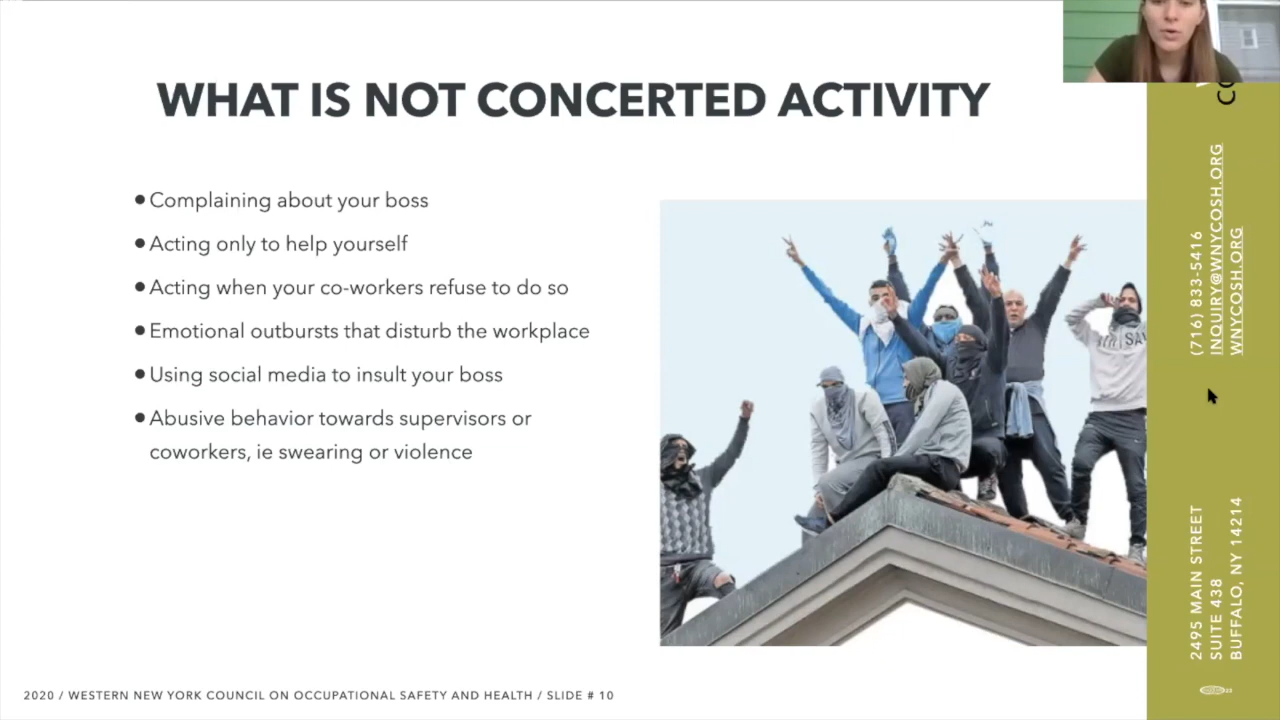 WHAT IS NOT CONCERTED ACTIVITY
Complaining about your boss
Acting only to help yourself
Acting when your co-workers refuse to do so
Emotional outbursts that disturb the workplace
Using social media to insult your boss
Abusive behavior towards supervisors or
coworkers, ie swearing or violence
2020 / WESTERN NEW YORK COUNCIL ON OCCUPATIONAL SAFETY AND HEALTH / SLIDE # 10
(716) 833-5416
INQUIRY@WNYCOSH.ORG
WNYCOSH.ORG
2495 MAIN STREET
SUITE 438
BUFFALO, NY 14214